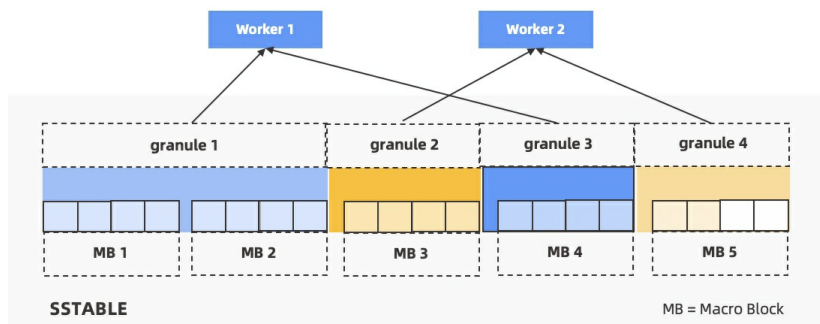 Worker 1 Worker 2
granule 1 granule 2 granule 3 granule 4
MB 1 MB 2 MB 3 MB 4 MB 5
SSTABLE MB = Macro Block